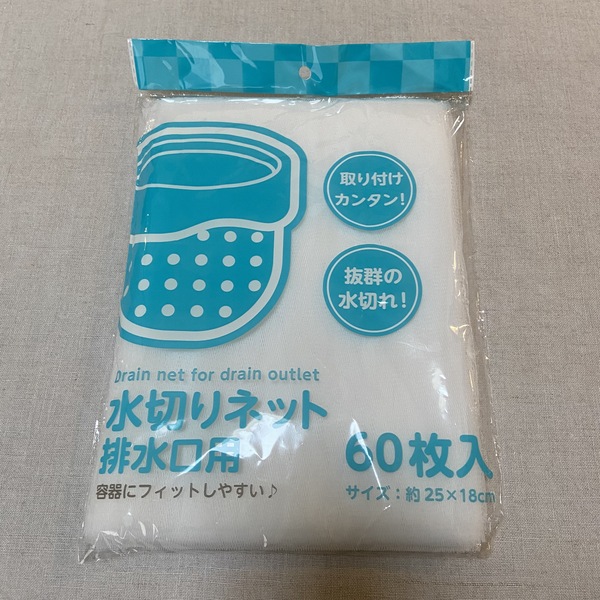 取り付け
カンタン!
抜群の
水切れ!
Drain net for drain outlet
水切りネット
排水口用
容器にフィットしやすい♪
60枚入
サイズ:約25×18cm